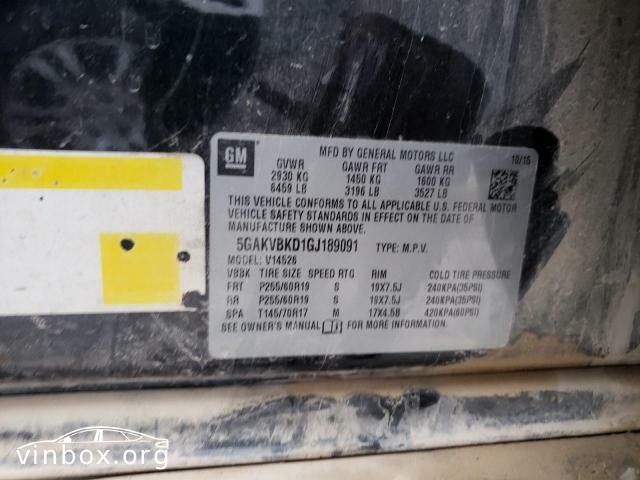 GM
MFD BY GENERAL MOTORS LLC
10/15
GVWR GAWR FRT GAWR RR
2930 KG 1450 KG 1600 KG
6459 LB 3196 LB 3527 LB
THIS VEHICLE CONFORMS TO ALL APPLICABLE U.S. FEDERAL MOTOR
VEHICLE SAFETY STANDARDS IN EFFECT ON THE DATE OF
MANUFACTURE SHOWN ABOVE.
5GAKVBKD1GJ189091 TYPE: M.P.V.
MODEL: V14526
VBBK TIRE SIZE SPEED RTG RIM COLD TIRE PRESSURE
FRT P255/60R19 S 19X7.5J 240KPA(35PSI)
RR P255/60R19 S 19X7.5J 240KPA(35PSI)
SPA T145/70R17 M 17X4.5B 420KPA(60PSI)
SEE OWNER'S MANUAL FOR MORE INFORMATION.
vinbox.org